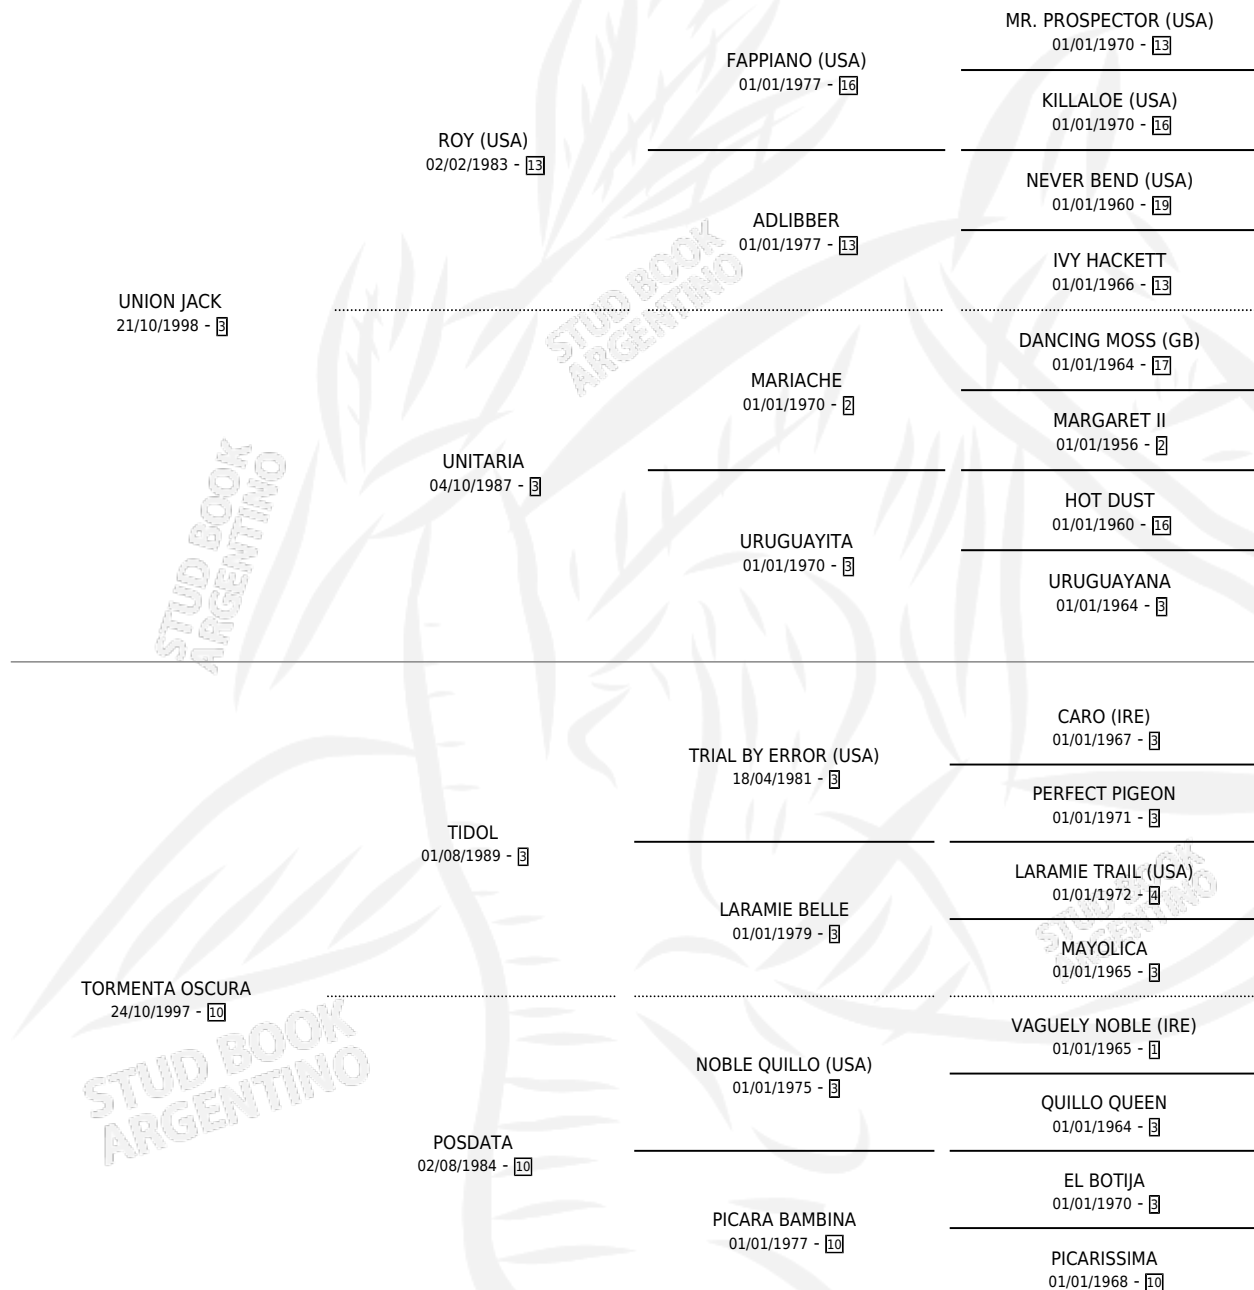 MR. PROSPECTOR (USA)
01/01/1970 - 13
FAPPIANO (USA)
01/01/1977 - 16
KILLALOE (USA)
01/01/1970 - 16
ROY (USA)
02/02/1983 - 13
NEVER BEND (USA)
01/01/1960 - 19
ADLIBBER
01/01/1977 - 13
IVY HACKETT
01/01/1966 - 13
UNION JACK
21/10/1998 - 3
STUD BOOK
ARGENTINO
DANCING MOSS (GB)
01/01/1964 - 17
MARIACHE
01/01/1970 - 2
MARGARET II
01/01/1956 - 2
UNITARIA
04/10/1987 - 3
HOT DUST
01/01/1960 - 16
URUGUAYITA
01/01/1970 - 3
URUGUAYANA
01/01/1964 - 3
STUD BOOK
ARGENTINO
CARO (IRE)
01/01/1967 - 3
TRIAL BY ERROR (USA)
18/04/1981 - 3
PERFECT PIGEON
01/01/1971 - 3
TIDOL
01/08/1989 - 3
LARAMIE TRAIL (USA)
01/01/1972 - 4
STUD BOOK
ARGENTINO
LARAMIE BELLE
01/01/1979 - 3
MAYOLICA
01/01/1965 - 3
TORMENTA OSCURA
24/10/1997 - 10
STUD BOOK
ARGENTINO
VAGUELY NOBLE (IRE)
01/01/1965 - 1
NOBLE QUILLO (USA)
01/01/1975 - 3
QUILLO QUEEN
01/01/1964 - 3
POSDATA
02/08/1984 - 10
EL BOTIJA
01/01/1970 - 3
PICARA BAMBINA
01/01/1977 - 10
PICARISSIMA
01/01/1968 - 10